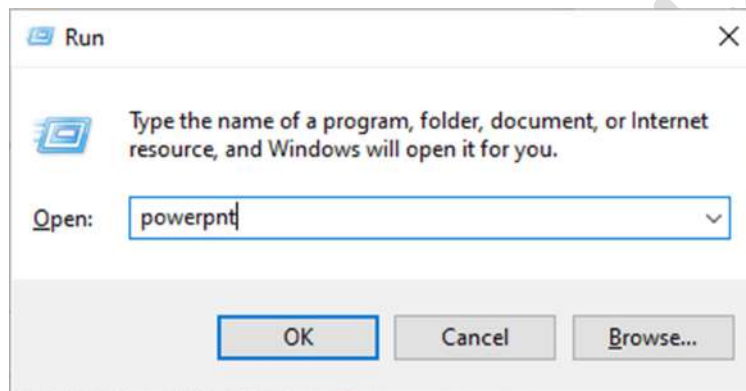 Run
Type the name of a program, folder, document, or Internet
resource, and Windows will open it for you.
Open: powerpnt
OK Cancel Browse...